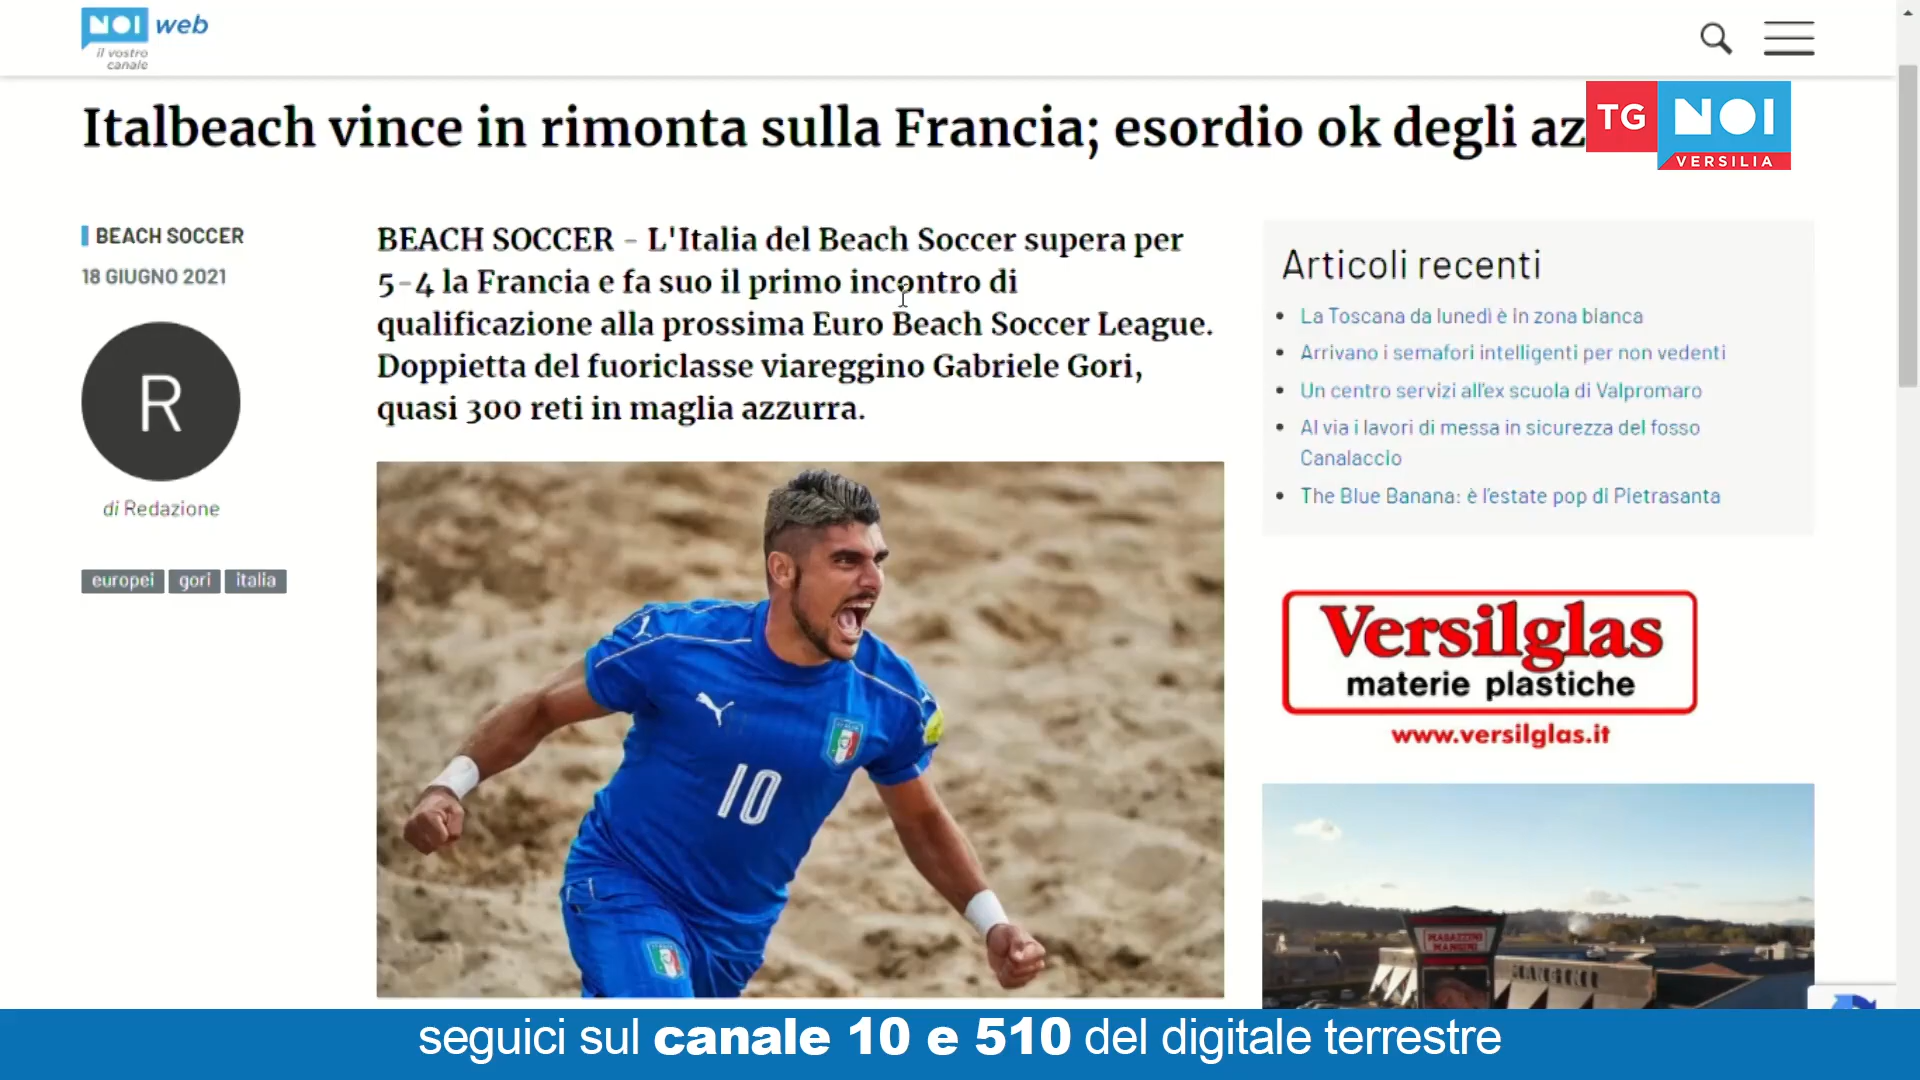 NOI web
il vostro
canale
Italbeach vince in rimonta sulla Francia; esordio ok degli az
TG NOI
VERSILIA
BEACH SOCCER
18 GIUGNO 2021
R
di Redazione
europei gori italia
BEACH SOCCER - L'Italia del Beach Soccer supera per
5-4 la Francia e fa suo il primo incontro di
qualificazione alla prossima Euro Beach Soccer League.
Doppietta del fuoriclasse viareggino Gabriele Gori,
quasi 300 reti in maglia azzurra.
10
Articoli recenti
La Toscana da lunedì è in zona bianca
Arrivano i semafori intelligenti per non vedenti
Un centro servizi all'ex scuola di Valpromaro
Al via i lavori di messa in sicurezza del fosso
Canalaccio
The Blue Banana: è l'estate pop di Pietrasanta
Versilglas
materie plastiche
www.versilglas.it
MAGAZZINI
MANCINI
seguici sul canale 10 e 510 del digitale terrestre